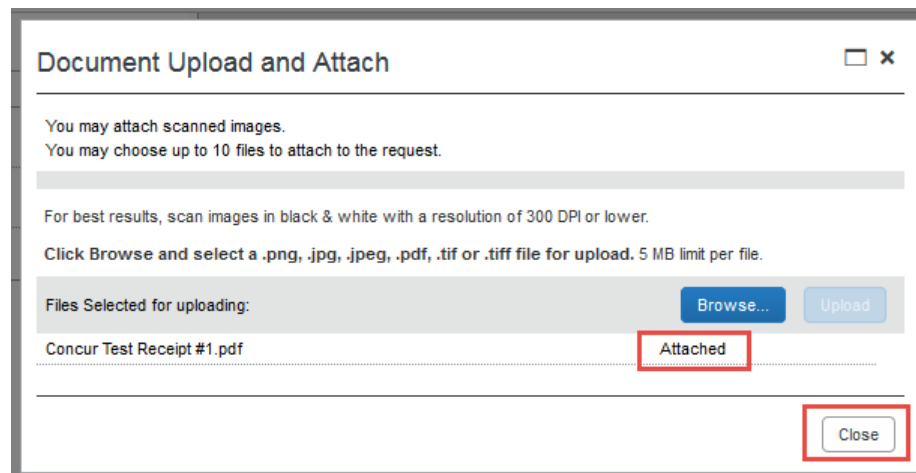 Document Upload and Attach
You may attach scanned images.
You may choose up to 10 files to attach to the request.
For best results, scan images in black & white with a resolution of 300 DPI or lower.
Click Browse and select a .png, .jpg, .jpeg, .pdf, .tif or .tiff file for upload. 5 MB limit per file.
Files Selected for uploading: Browse... Upload
Concur Test Receipt #1.pdf Attached
Close